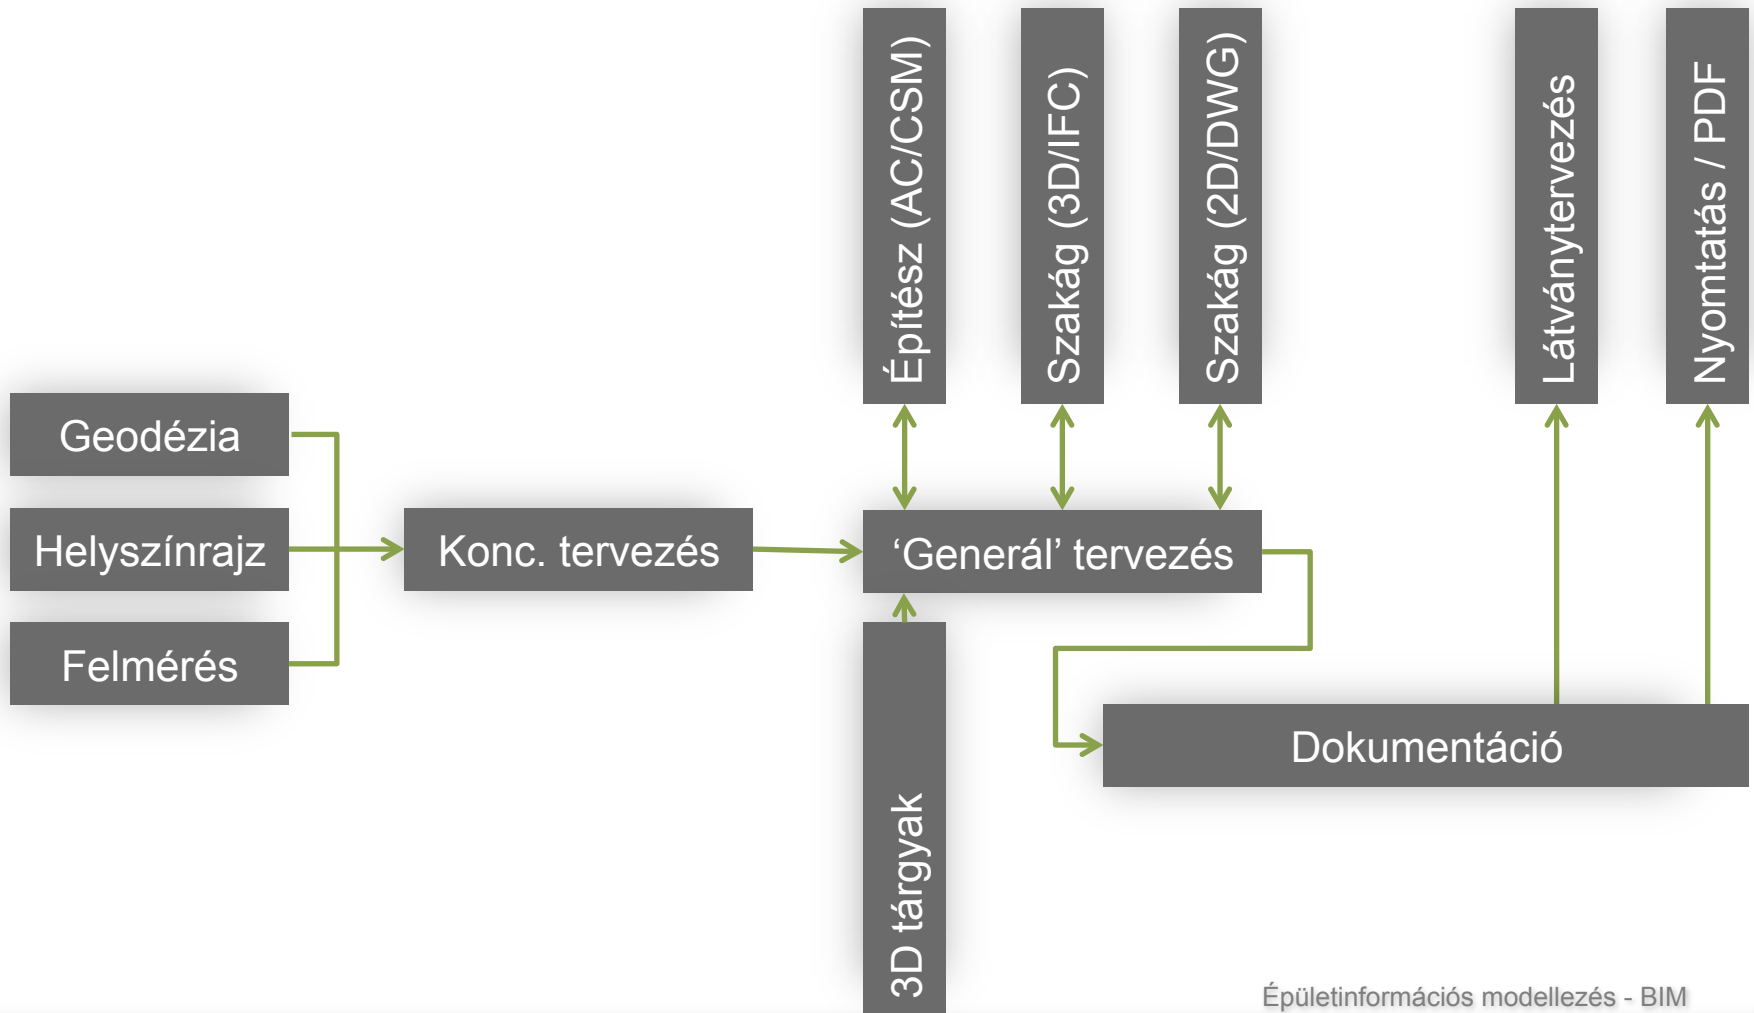 Építész (AC/CSM)
Szakág (3D/IFC)
Szakág (2D/DWG)
Látványtervezés
Nyomtatás / PDF
Geodézia
Helyszínrajz
Felmérés
Konc. tervezés
‘Generál’ tervezés
3D tárgyak
Dokumentáció
Épületinformációs modellezés - BIM